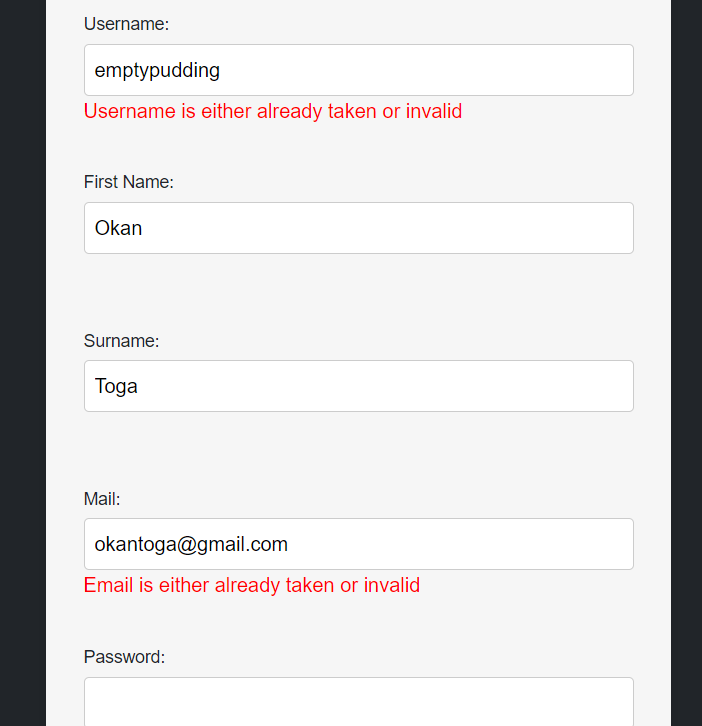 Username:
emptypudding
Username is either already taken or invalid
First Name:
Okan
Surname:
Toga
Mail:
okantoga@gmail.com
Email is either already taken or invalid
Password: